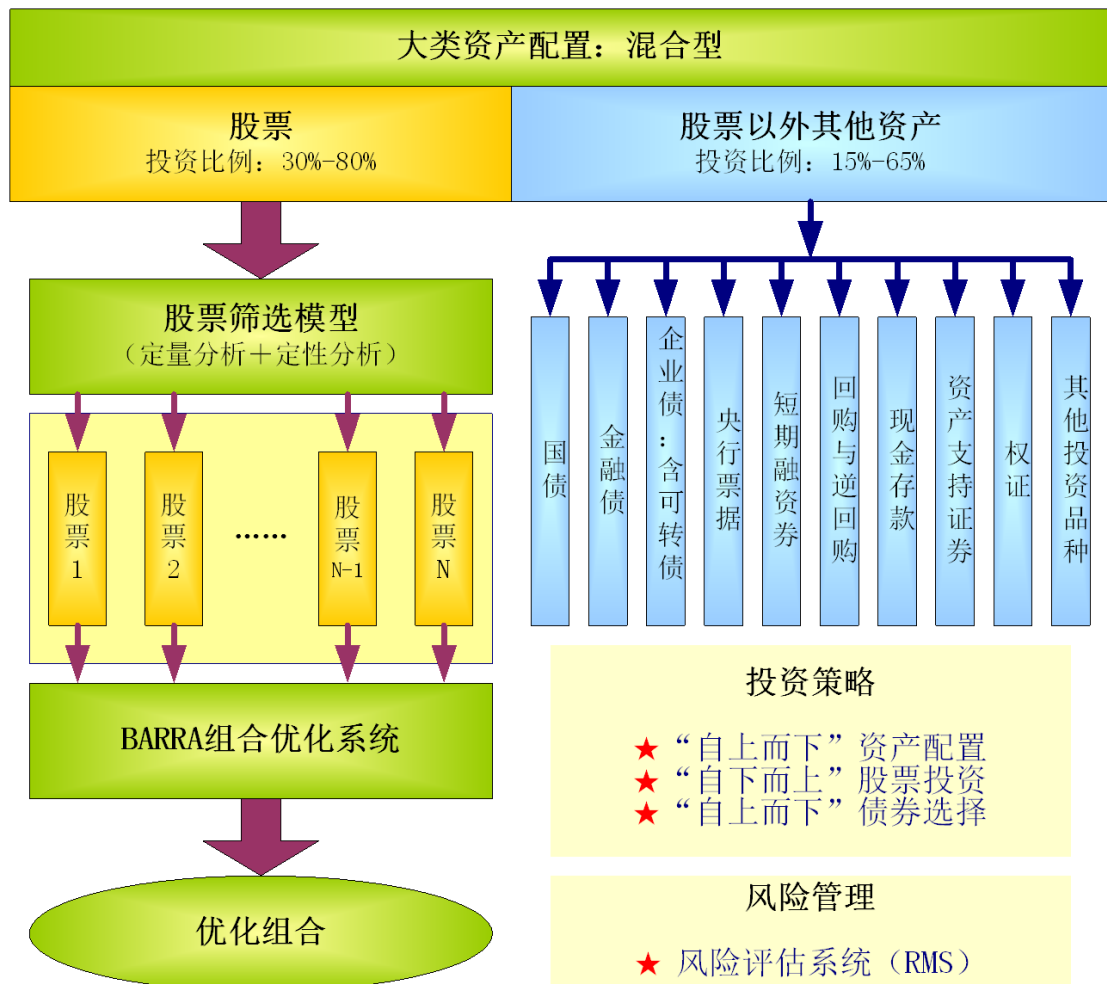 大类资产配置：混合型
股票
投资比例：30%-80%
股票以外其他资产
投资比例：15%-65%
股票筛选模型
（定量分析＋定性分析）
股票1
股票2
……
股票N-1
股票N
BARRA组合优化系统
优化组合
国债
金融债
企业债：含可转债
央行票据
短期融资券
回购与逆回购
现金存款
资产支持证券
权证
其他投资品种
投资策略
★ “自上而下”资产配置
★ “自下而上”股票投资
★ “自上而下”债券选择
风险管理
★ 风险评估系统（RMS）